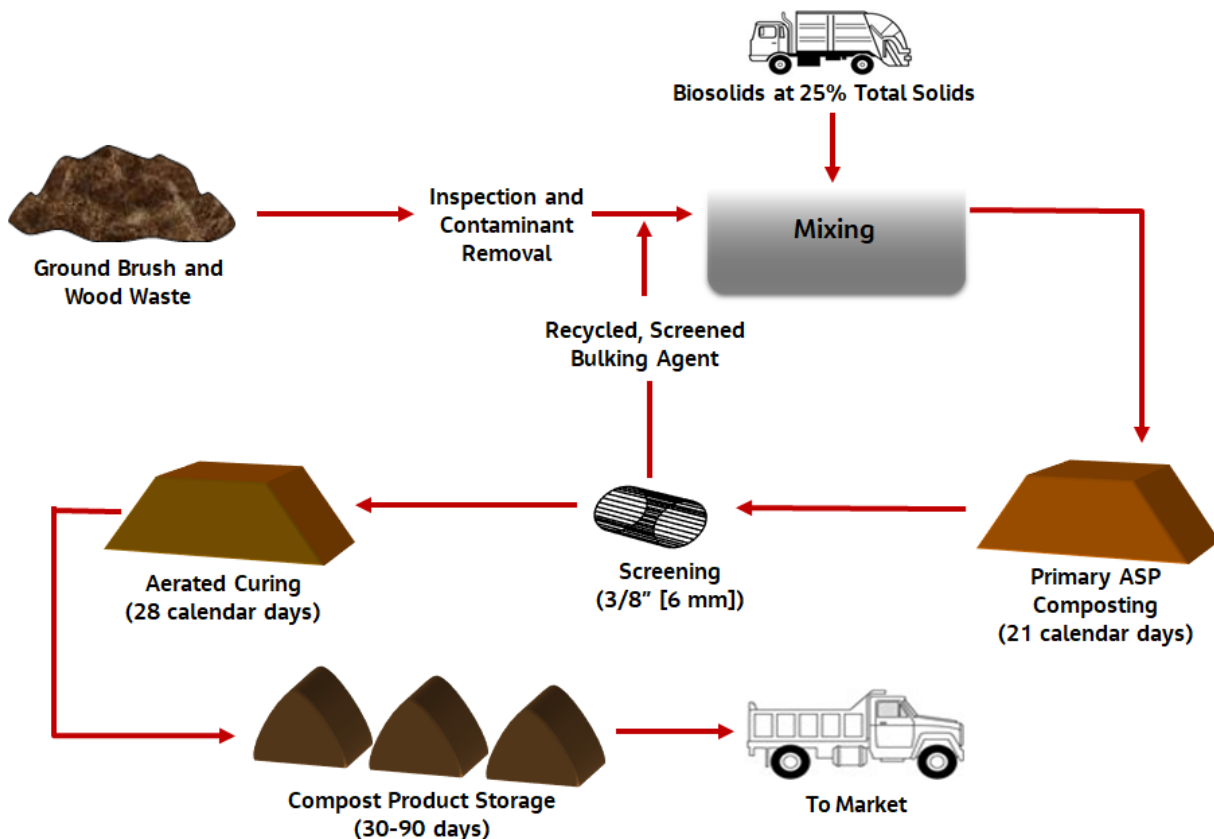 Biosolids at 25% Total Solids
Ground Brush and
Wood Waste
Inspection and
Contaminant
Removal
Mixing
Recycled, Screened
Bulking Agent
Primary ASP
Composting
(21 calendar days)
Screening
(3/8” [6 mm])
Aerated Curing
(28 calendar days)
Compost Product Storage
(30-90 days)
To Market